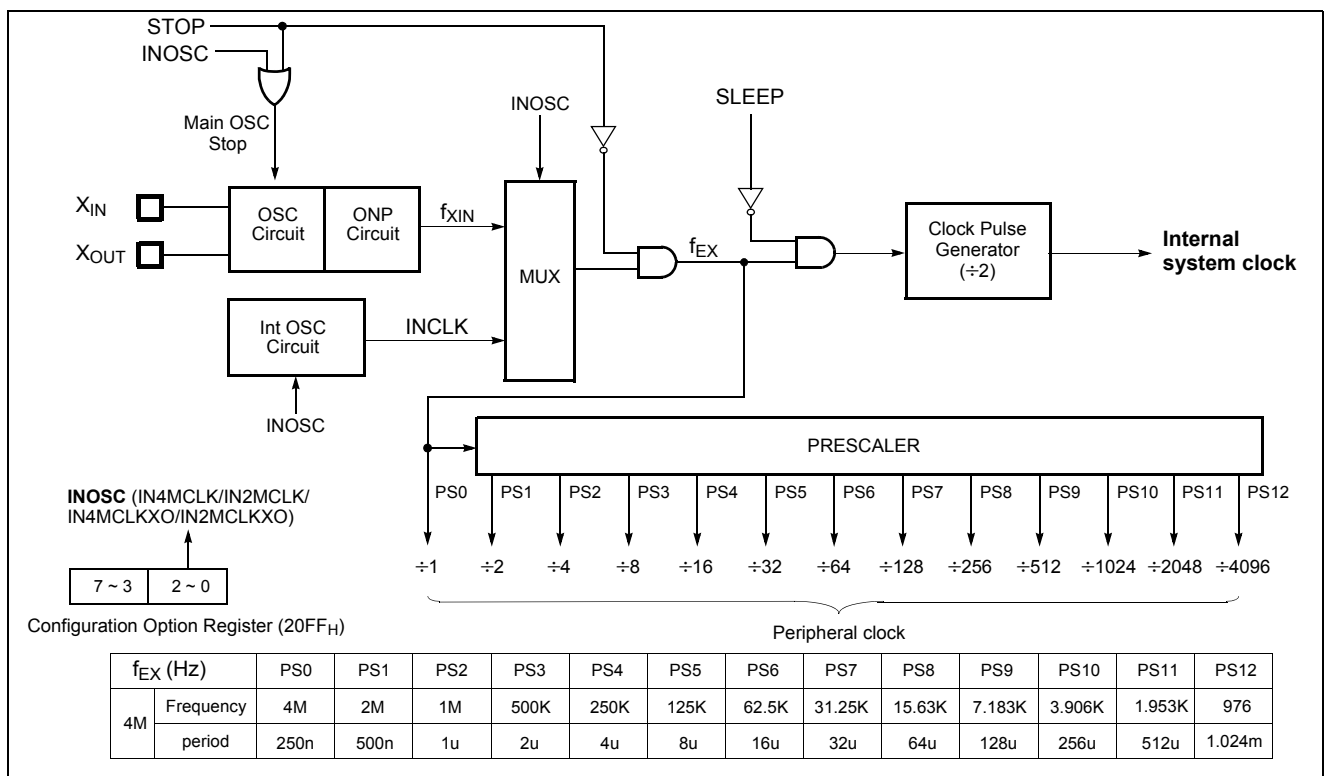 STOP
INOSC
Main OSC
Stop
INOSC
SLEEP
XIN
XOUT
OSC
Circuit
ONP
Circuit
fXIN
MUX
fEX
Clock Pulse
Generator
(÷2)
Internal
system clock
Int OSC
Circuit
INCLK
INOSC
PRESCALER
PS0 PS1 PS2 PS3 PS4 PS5 PS6 PS7 PS8 PS9 PS10 PS11 PS12
÷1 ÷2 ÷4 ÷8 ÷16 ÷32 ÷64 ÷128 ÷256 ÷512 ÷1024 ÷2048 ÷4096
Peripheral clock
INOSC (IN4MCLK/IN2MCLK/
IN4MCLKXO/IN2MCLKXO)
7 ~ 3 2 ~ 0
Configuration Option Register (20FFH)
fEX (Hz) PS0 PS1 PS2 PS3 PS4 PS5 PS6 PS7 PS8 PS9 PS10 PS11 PS12
4M Frequency 4M 2M 1M 500K 250K 125K 62.5K 31.25K 15.63K 7.183K 3.906K 1.953K 976
period 250n 500n 1u 2u 4u 8u 16u 32u 64u 128u 256u 512u 1.024m